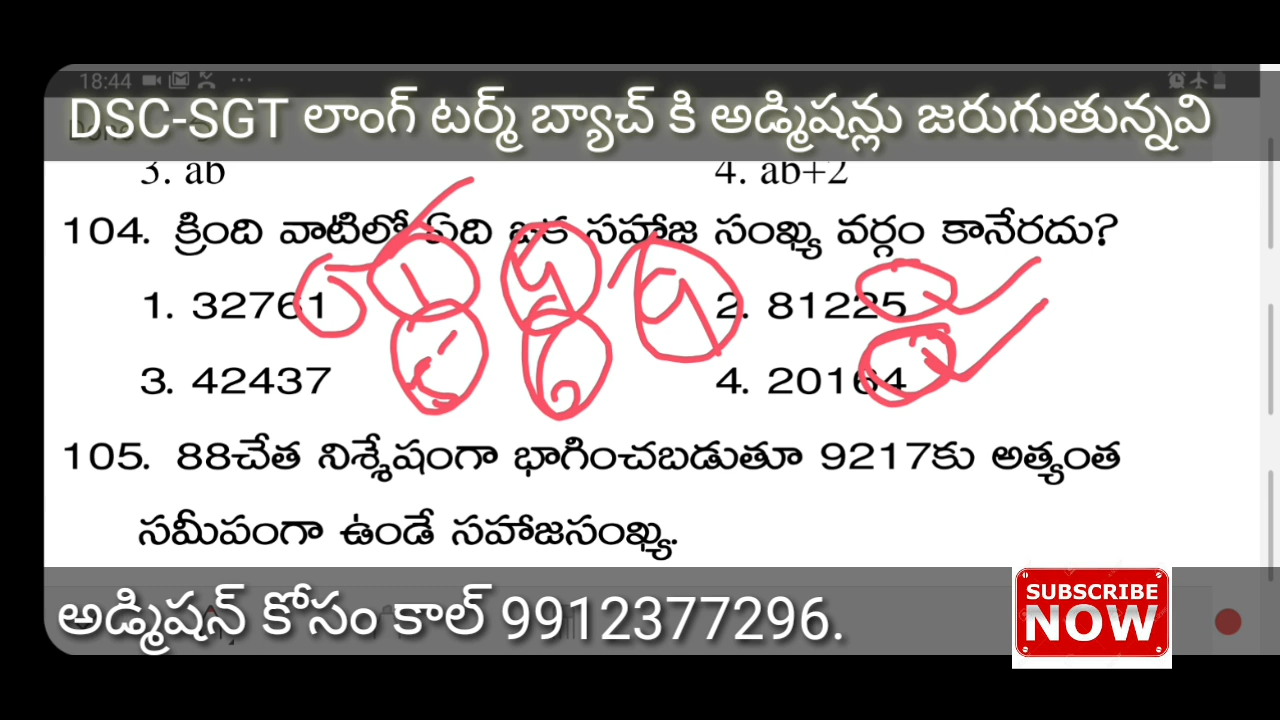 18:44
DSC-SGT లాంగ్ టర్మ్ బ్యాచ్ కి అడ్మిషన్లు జరుగుతున్నవి
3. ab 4. ab+2
104. క్రింది వాటిలో ఏది ఒక సహజ సంఖ్య వర్గం కానేరదు?
1. 32761 2. 81225
3. 42437 4. 20164
105. 88చేత నిశ్శేషంగా భాగించబడుతూ 9217కు అత్యంత
సమీపంగా ఉండే సహజసంఖ్య.
అడ్మిషన్ కోసం కాల్ 9912377296.
SUBSCRIBE
NOW